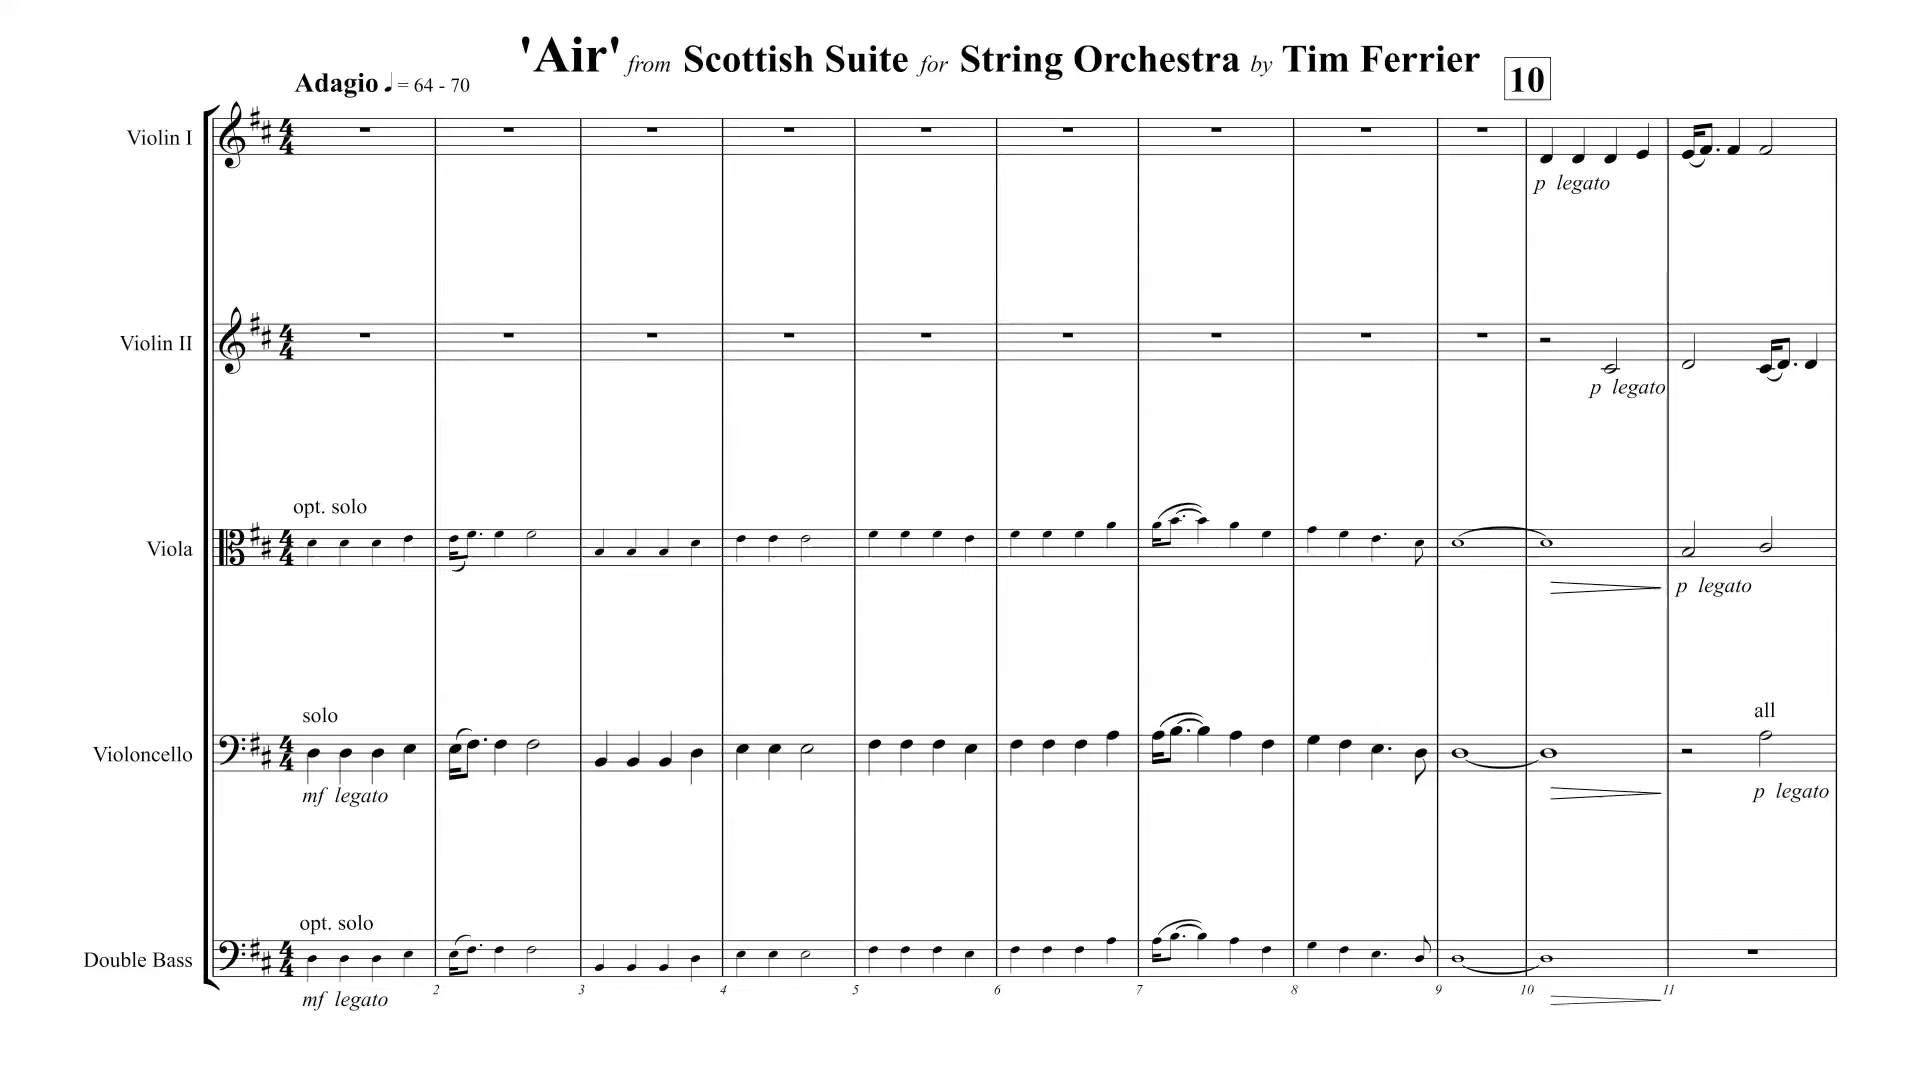 'Air' from Scottish Suite for String Orchestra by Tim Ferrier
Adagio ♩ = 64 - 70
10
Violin I
p legato
Violin II
p legato
opt. solo
Viola
p legato
solo
all
Violoncello
mf legato
p legato
opt. solo
Double Bass
mf legato
2 3 4 5 6 7 8 9 10 11